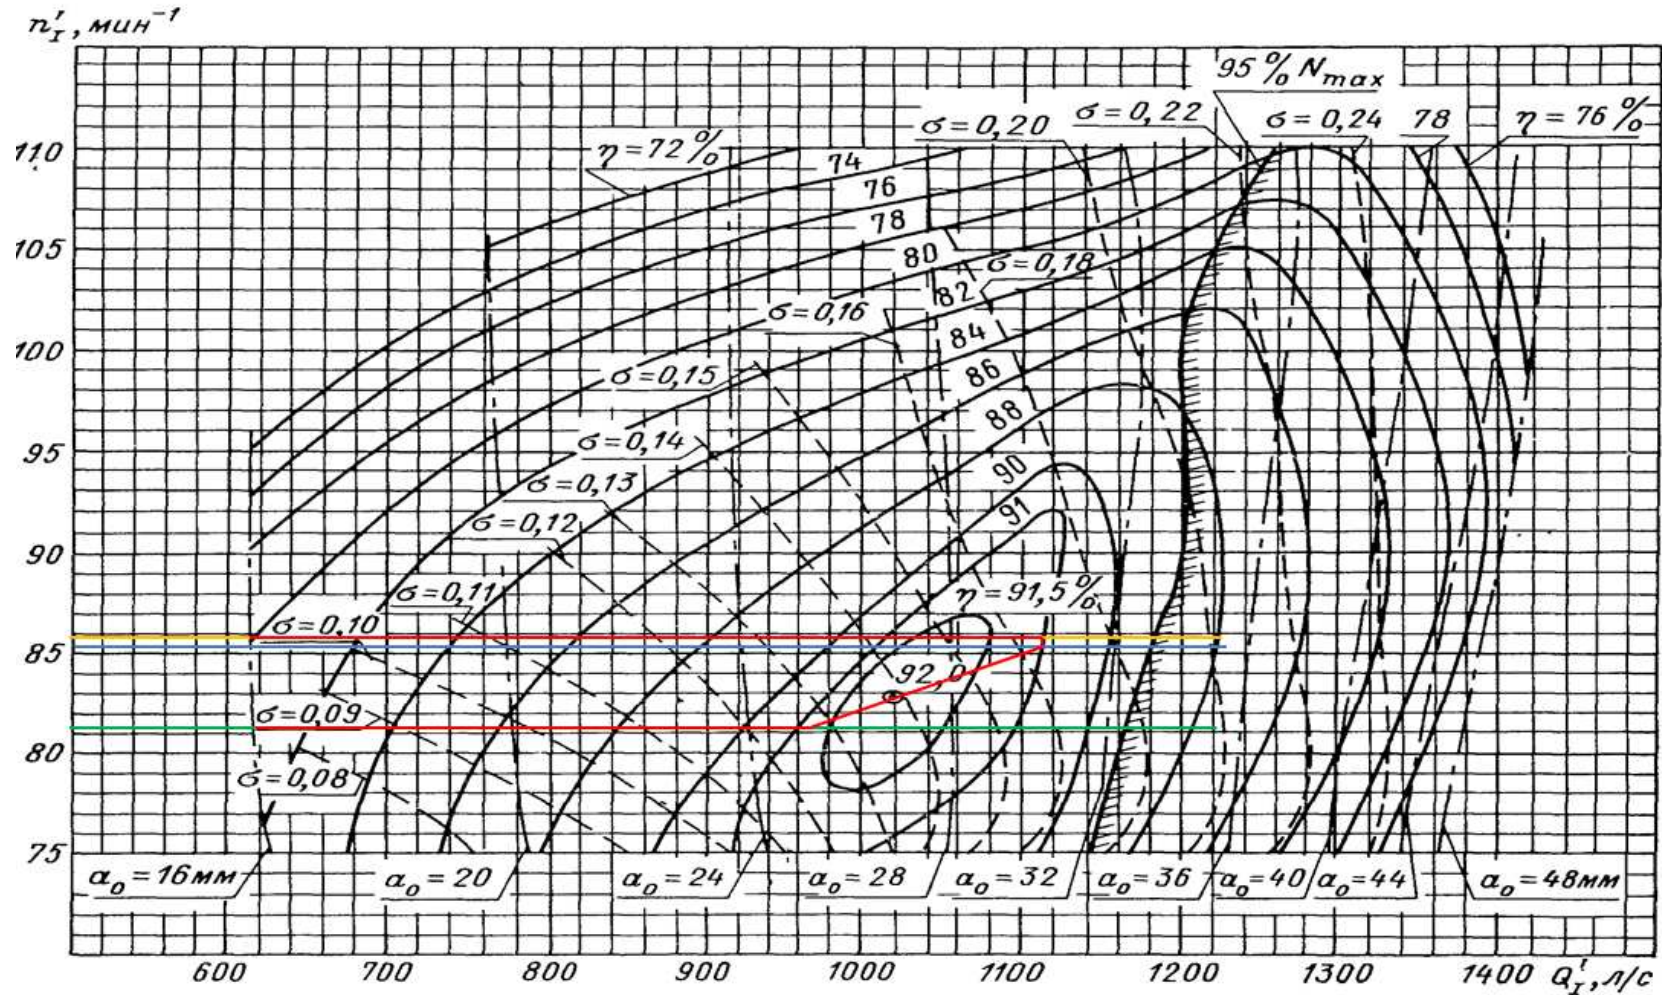 n'I, мин⁻¹
95 % Nmax
σ=0,20
σ=0,22
σ=0,24
78
η=76 %
110
η=72 %
74
76
78
105
80
σ=0,18
82
σ=0,16
84
100
σ=0,15
86
88
95
σ=0,14
90
σ=0,13
91
σ=0,12
90
σ=0,11
η=91,5%
σ=0,10
85
92,0
σ=0,09
80
σ=0,08
75
a₀=16мм
a₀=20
a₀=24
a₀=28
a₀=32
a₀=36
a₀=40
a₀=44
a₀=48мм
600 700 800 900 1000 1100 1200 1300 1400 Q'I, л/с